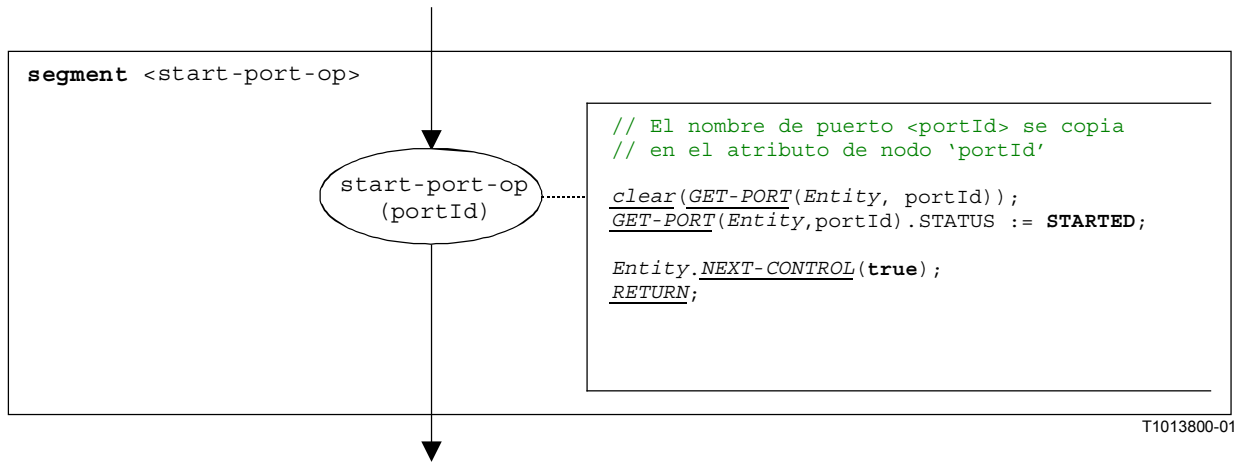 segment <start-port-op>
start-port-op
(portId)
// El nombre de puerto <portId> se copia
// en el atributo de nodo ‘portId’
clear(GET-PORT(Entity, portId));
GET-PORT(Entity,portId).STATUS := STARTED;
Entity.NEXT-CONTROL(true);
RETURN;
T1013800-01